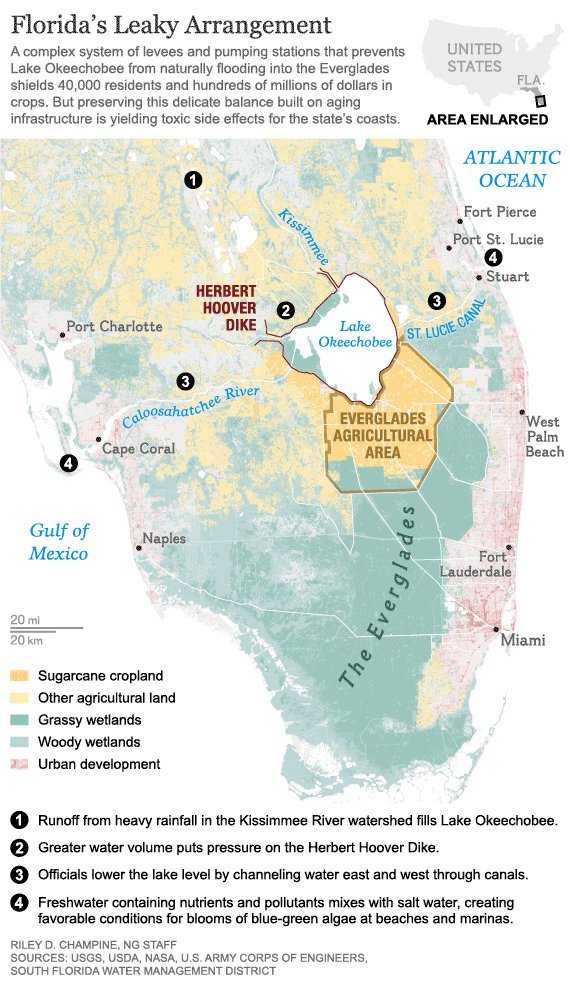 Florida's Leaky Arrangement
A complex system of levees and pumping stations that prevents
Lake Okeechobee from naturally flooding into the Everglades
shields 40,000 residents and hundreds of millions of dollars in
crops. But preserving this delicate balance built on aging
infrastructure is yielding toxic side effects for the state's coasts.
UNITED
STATES
FLA.
AREA ENLARGED
ATLANTIC
OCEAN
1
Kissimmee
Fort Pierce
Port St. Lucie
4
Stuart
HERBERT
HOOVER
DIKE
2
3
ST. LUCIE CANAL
Lake
Okeechobee
Port Charlotte
3
Caloosahatchee River
EVERGLADES
AGRICULTURAL
AREA
West
Palm
Beach
Cape Coral
4
Gulf of
Mexico
Naples
The Everglades
Fort
Lauderdale
Miami
20 mi
20 km
Sugarcane cropland
Other agricultural land
Grassy wetlands
Woody wetlands
Urban development
1 Runoff from heavy rainfall in the Kissimmee River watershed fills Lake Okeechobee.
2 Greater water volume puts pressure on the Herbert Hoover Dike.
3 Officials lower the lake level by channeling water east and west through canals.
4 Freshwater containing nutrients and pollutants mixes with salt water, creating
favorable conditions for blooms of blue-green algae at beaches and marinas.
RILEY D. CHAMPINE, NG STAFF
SOURCES: USGS, USDA, NASA, U.S. ARMY CORPS OF ENGINEERS,
SOUTH FLORIDA WATER MANAGEMENT DISTRICT